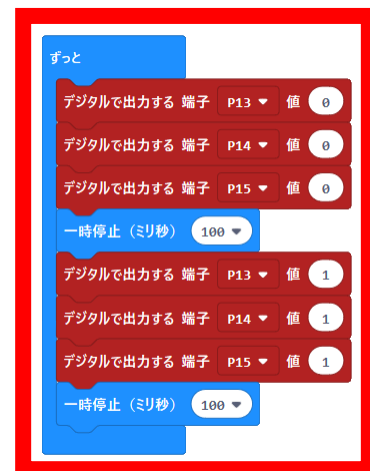 ずっと
デジタルで出力する 端子 P13 値 0
デジタルで出力する 端子 P14 値 0
デジタルで出力する 端子 P15 値 0
一時停止（ミリ秒） 100
デジタルで出力する 端子 P13 値 1
デジタルで出力する 端子 P14 値 1
デジタルで出力する 端子 P15 値 1
一時停止（ミリ秒） 100